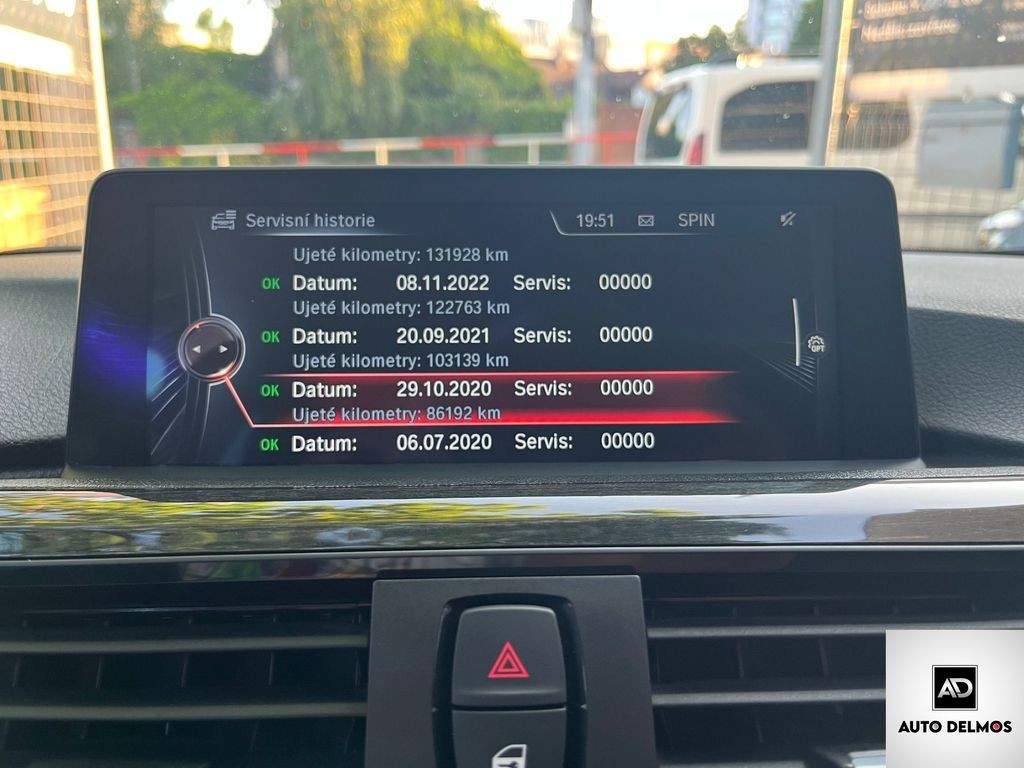 Servisní historie
19:51
SPIN
Ujeté kilometry: 131928 km
OK Datum: 08.11.2022 Servis: 00000
Ujeté kilometry: 122763 km
OK Datum: 20.09.2021 Servis: 00000
Ujeté kilometry: 103139 km
OK Datum: 29.10.2020 Servis: 00000
Ujeté kilometry: 86192 km
OK Datum: 06.07.2020 Servis: 00000
OPT
AD
AUTO DELMOS